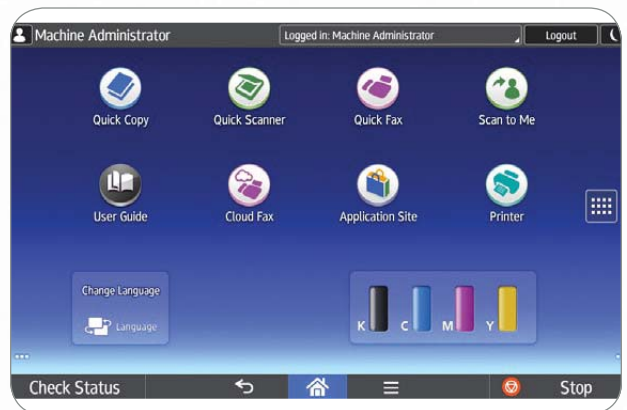 Machine Administrator
Logged in: Machine Administrator
Logout
Quick Copy
Quick Scanner
Quick Fax
Scan to Me
User Guide
Cloud Fax
Application Site
Printer
Change Language
Language
K
C
M
Y
Check Status
Stop